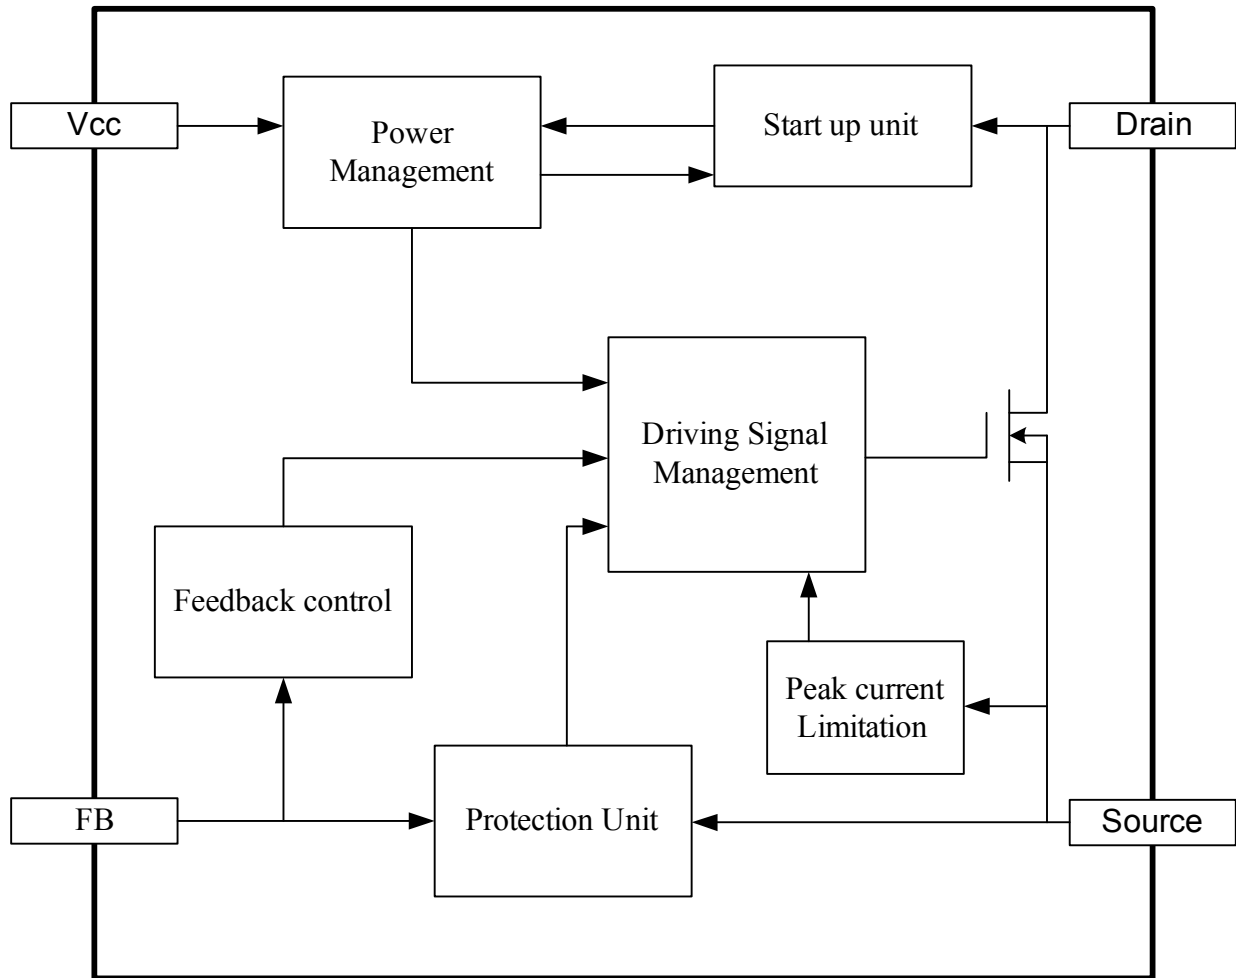 Vcc
Power
Management
Start up unit
Drain
Driving Signal
Management
Feedback control
Peak current
Limitation
FB
Protection Unit
Source